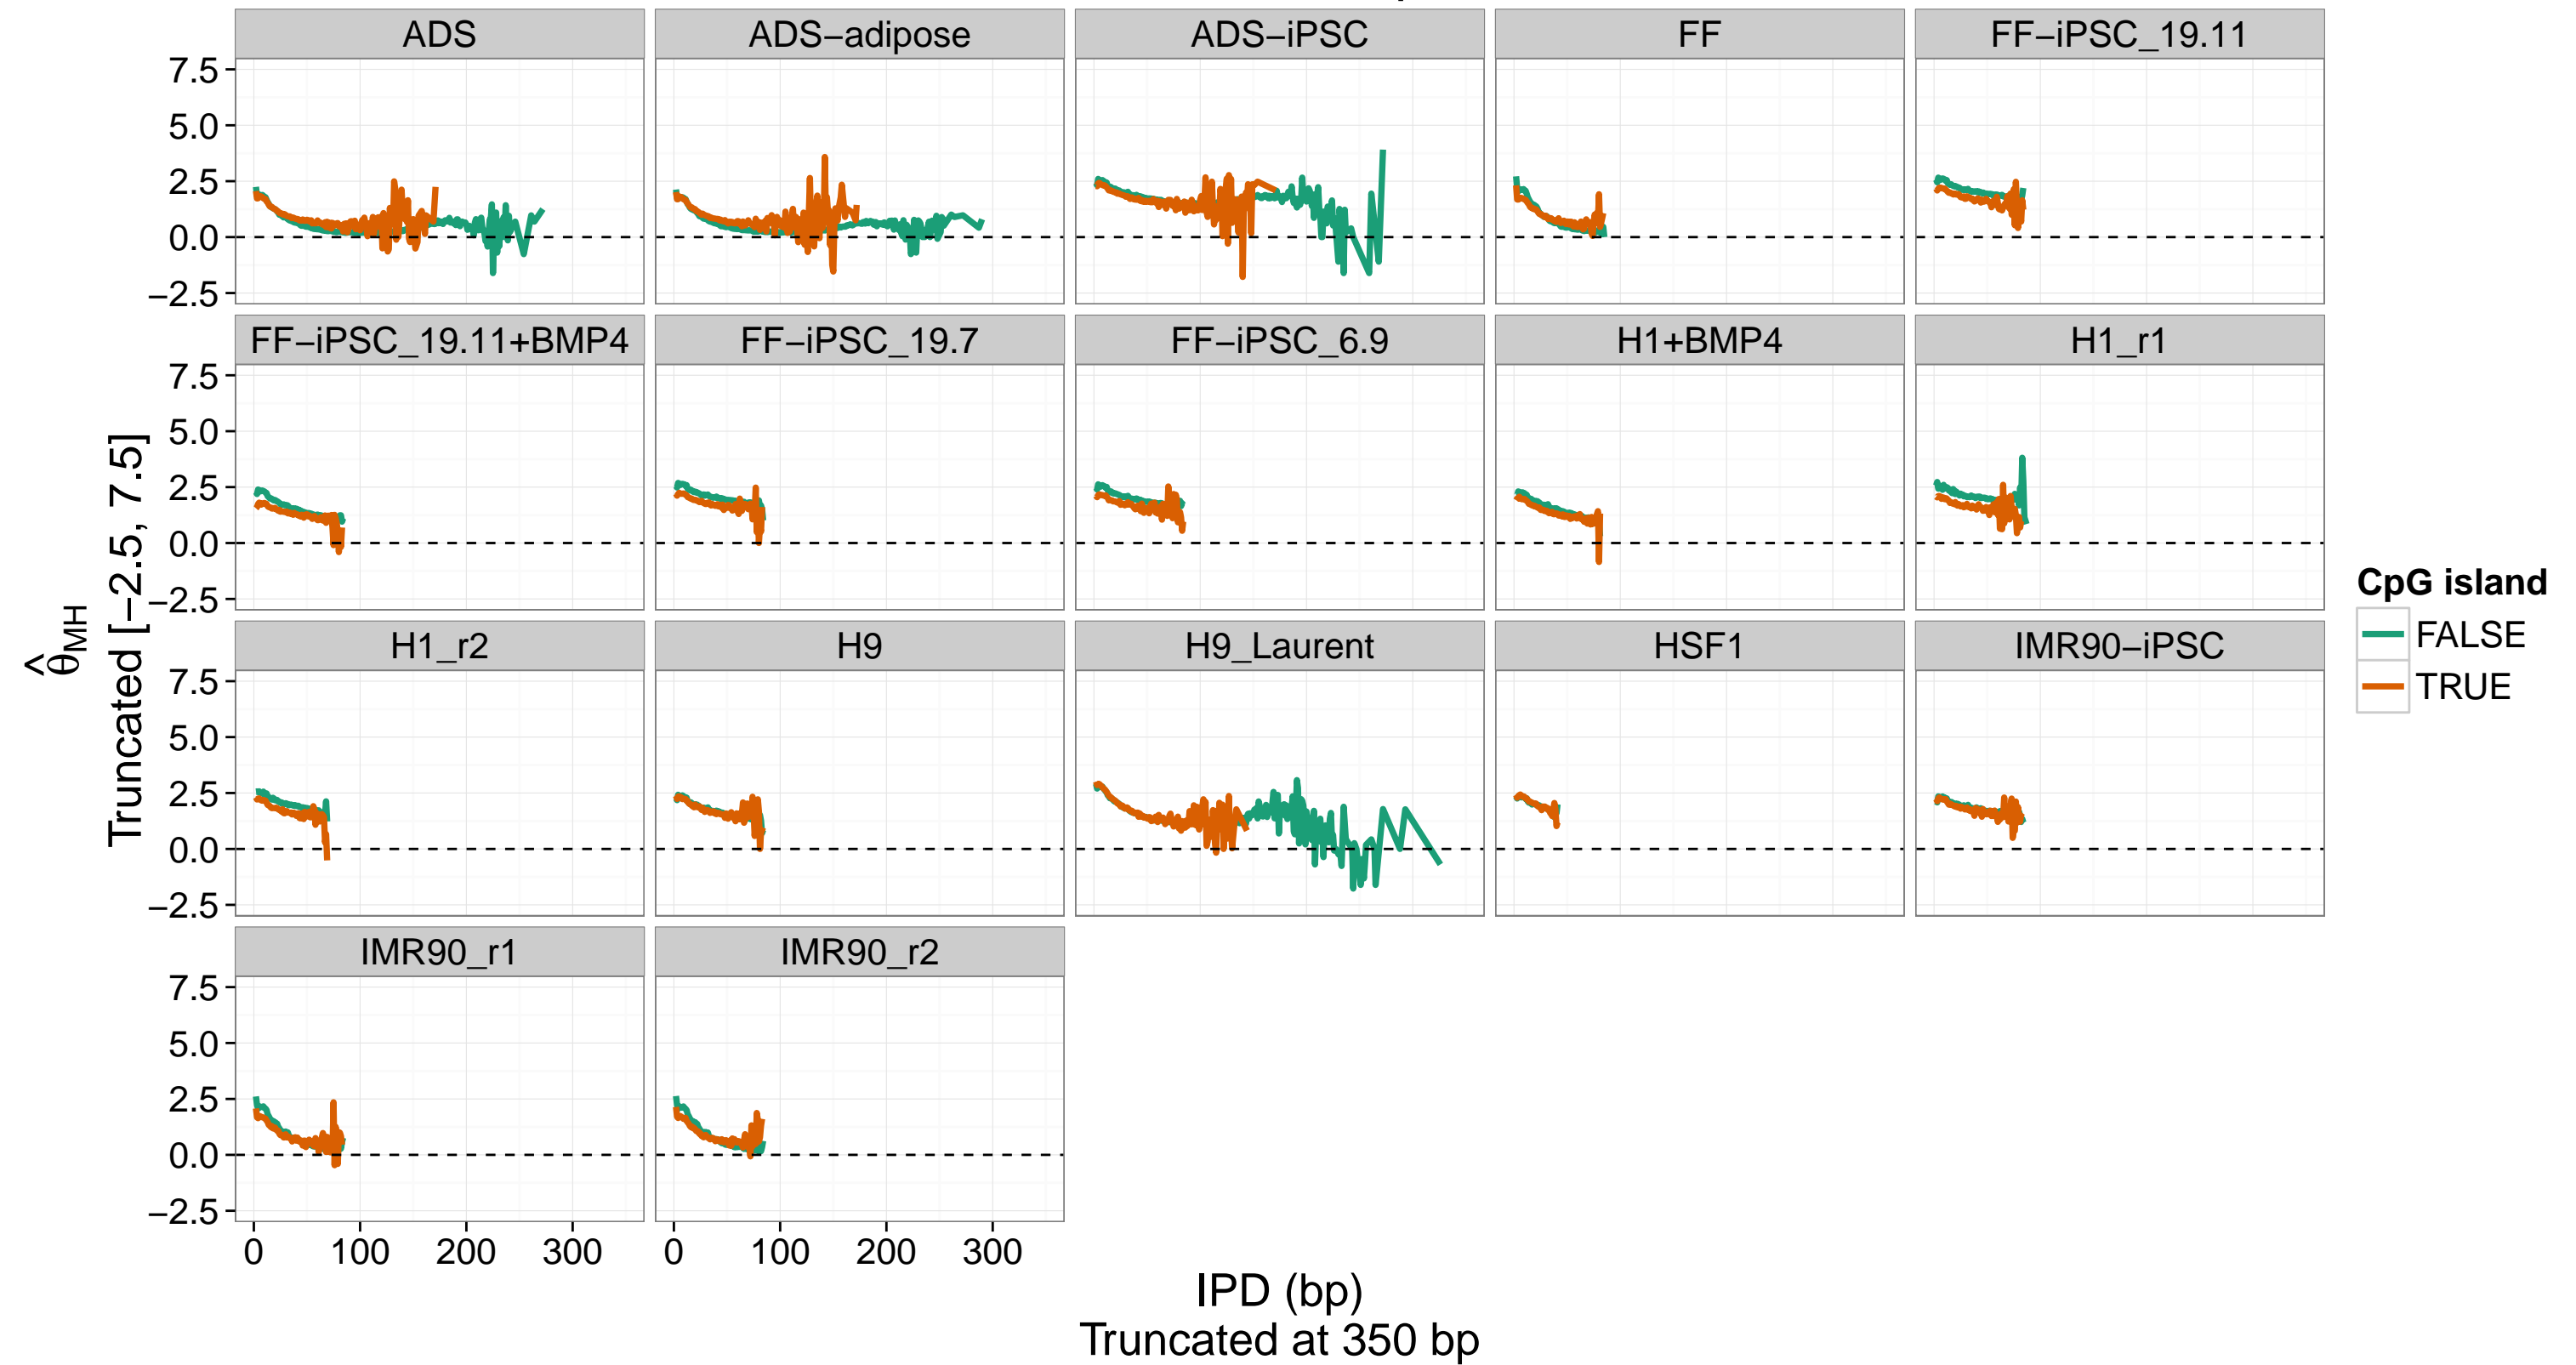 ADS ADS−adipose ADS−iPSC FF FF−iPSC_19.11
7.5
5.0
2.5
0.0
−2.5
FF−iPSC_19.11+BMP4 FF−iPSC_19.7 FF−iPSC_6.9 H1+BMP4 H1_r1
7.5
5.0
2.5
0.0
−2.5
H1_r2 H9 H9_Laurent HSF1 IMR90−iPSC
7.5
5.0
2.5
0.0
−2.5
IMR90_r1 IMR90_r2
7.5
5.0
2.5
0.0
−2.5
0 100 200 300 0 100 200 300
IPD (bp)
Truncated at 350 bp
θ̂MH
Truncated [−2.5, 7.5]
CpG island
FALSE
TRUE